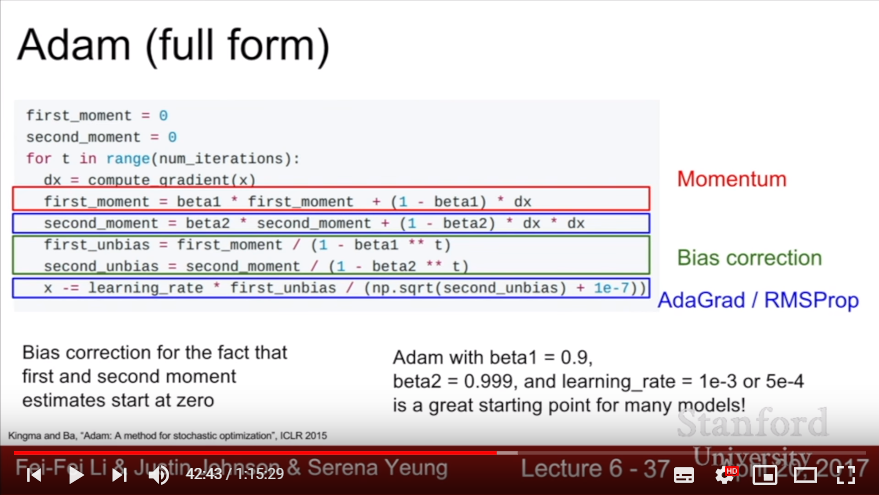 Adam (full form)
first_moment = 0
second_moment = 0
for t in range(num_iterations):
dx = compute_gradient(x)
first_moment = beta1 * first_moment + (1 - beta1) * dx
second_moment = beta2 * second_moment + (1 - beta2) * dx * dx
first_unbias = first_moment / (1 - beta1 ** t)
second_unbias = second_moment / (1 - beta2 ** t)
x -= learning_rate * first_unbias / (np.sqrt(second_unbias) + 1e-7))
Momentum
Bias correction
AdaGrad / RMSProp
Bias correction for the fact that
first and second moment
estimates start at zero
Adam with beta1 = 0.9,
beta2 = 0.999, and learning_rate = 1e-3 or 5e-4
is a great starting point for many models!
Kingma and Ba, "Adam: A method for stochastic optimization", ICLR 2015
Stanford
University
Fei-Fei Li & Justin Johnson & Serena Yeung
Lecture 6 - 37
2017
42:43 / 1:15:29
HD